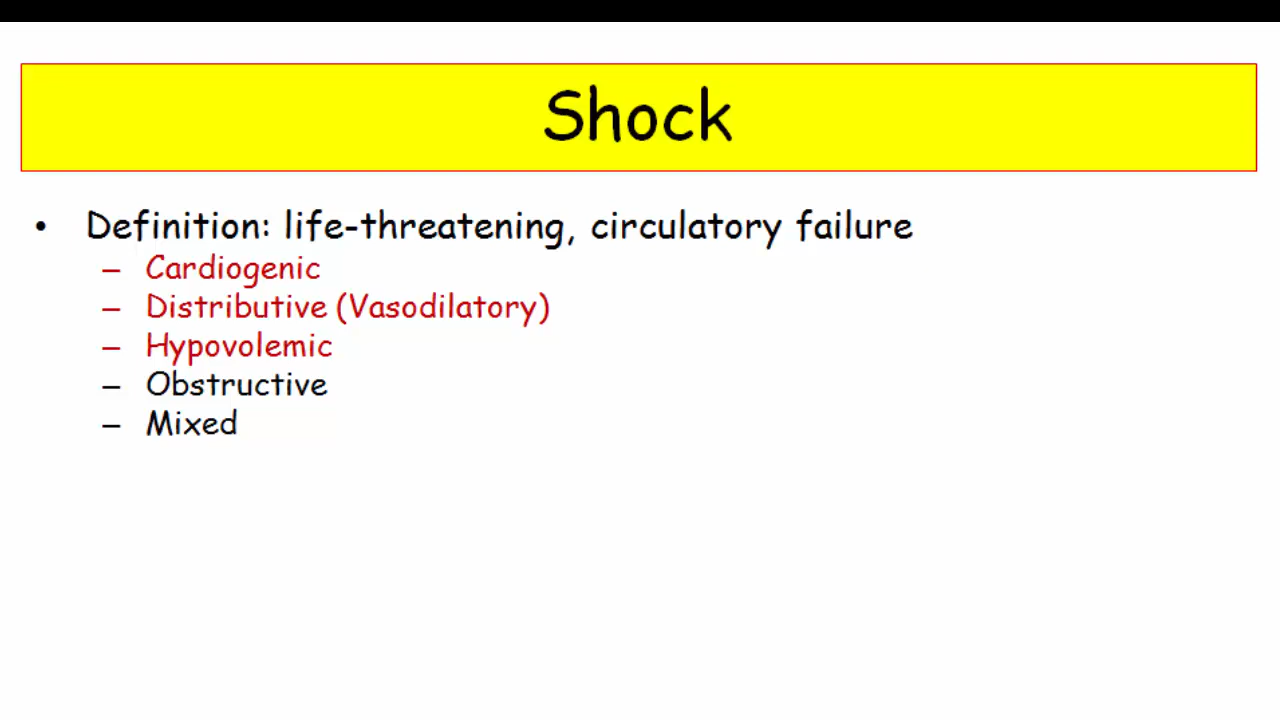 Shock
• Definition: life-threatening, circulatory failure
– Cardiogenic
– Distributive (Vasodilatory)
– Hypovolemic
– Obstructive
– Mixed